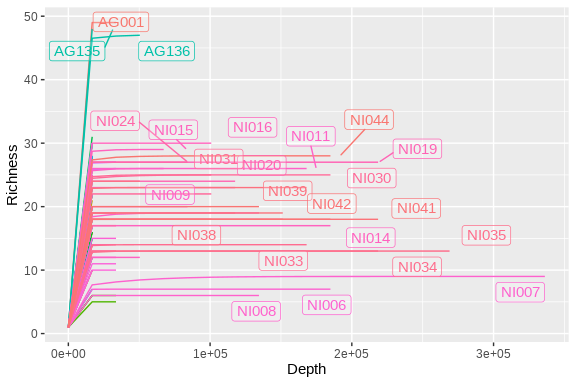 50
AG001
AG135
AG136
40
NI024
NI015
NI016
NI011
NI044
30
NI031
NI020
NI019
NI030
NI009
NI039
NI042
NI041
20
NI038
NI014
NI035
NI033
NI034
10
NI008
NI006
NI007
0
0e+00
1e+05
2e+05
3e+05
Depth
Richness